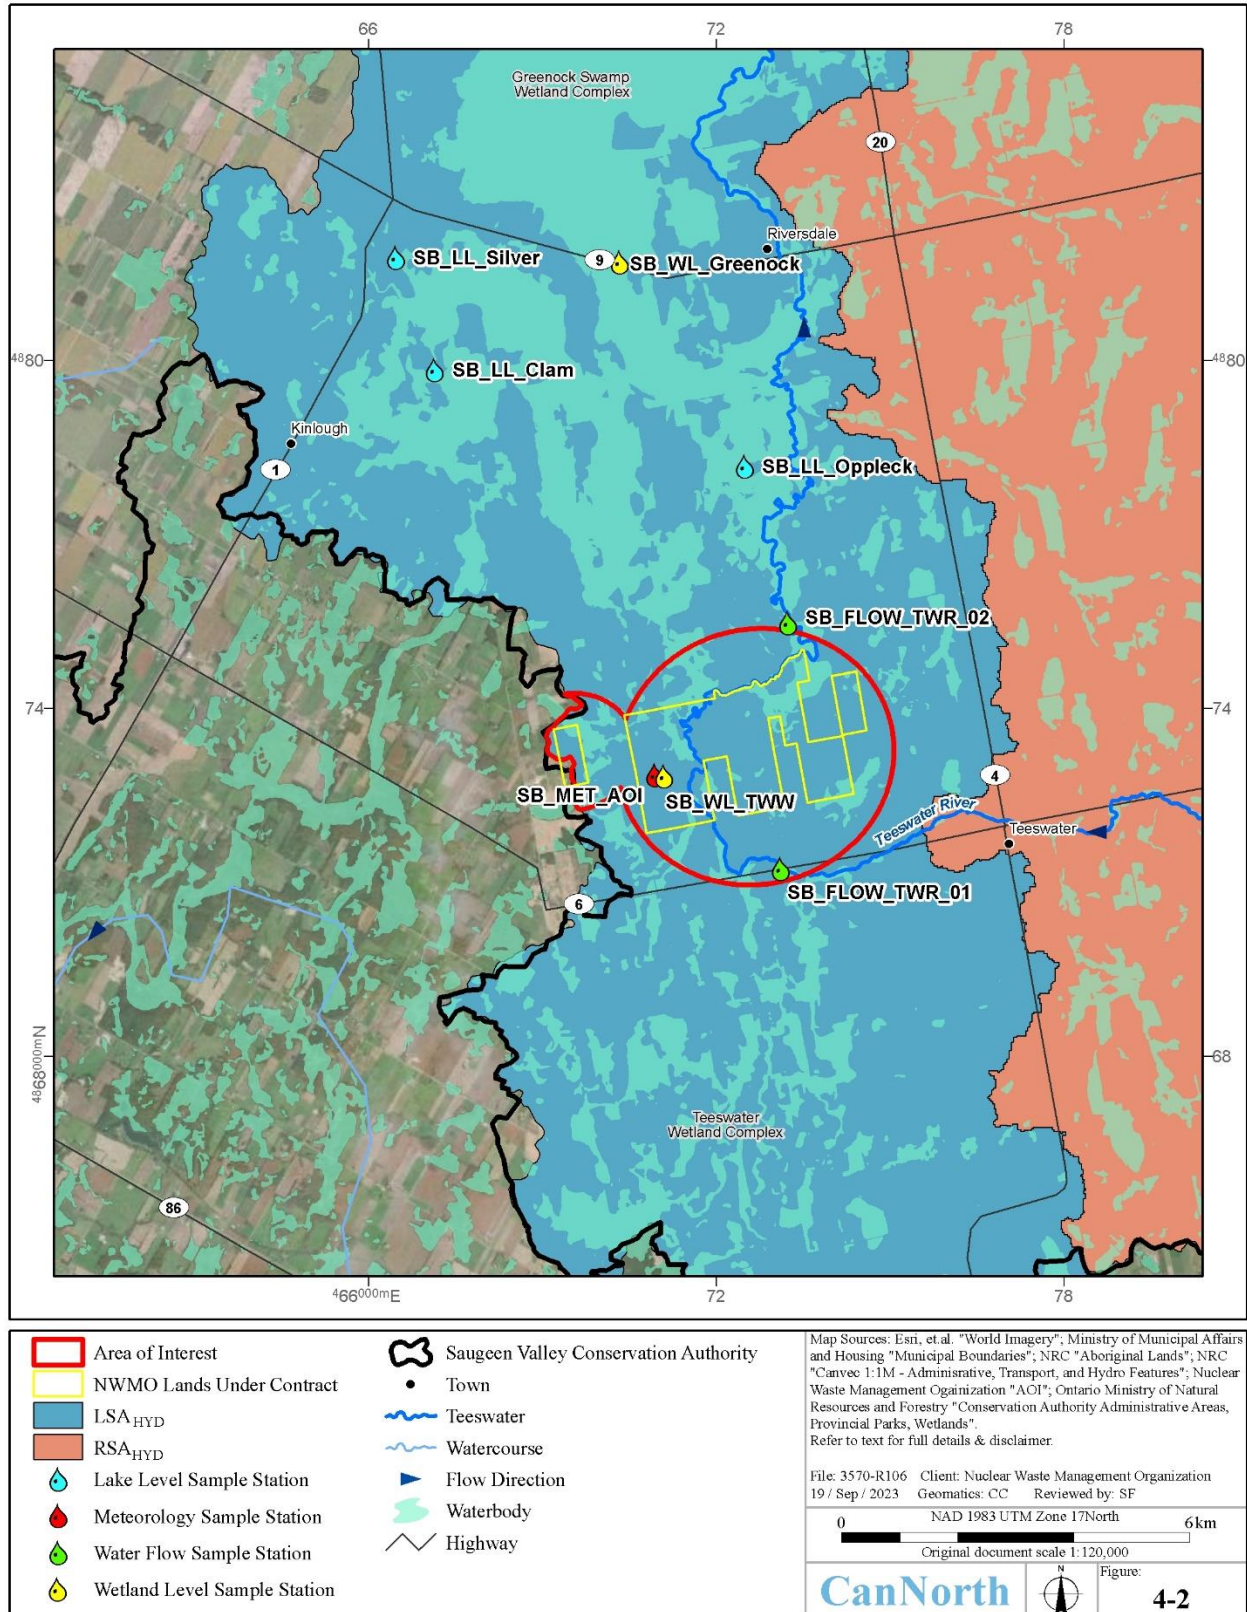 66
72
78
Greenock Swamp
Wetland Complex
20
Riversdale
SB_LL_Silver
9
SB_WL_Greenock
4880
4880
SB_LL_Clam
Kinlough
1
SB_LL_Oppleck
SB_FLOW_TWR_02
74
74
4
SB_MET_AOI
SB_WL_TWW
Teeswater River
Teeswater
SB_FLOW_TWR_01
6
4868000mN
68
Teeswater
Wetland Complex
86
466000mE
72
78
Area of Interest
NWMO Lands Under Contract
LSAHYD
RSAHYD
Lake Level Sample Station
Meteorology Sample Station
Water Flow Sample Station
Wetland Level Sample Station
Saugeen Valley Conservation Authority
Town
Teeswater
Watercourse
Flow Direction
Waterbody
Highway
Map Sources: Esri, et.al. "World Imagery"; Ministry of Municipal Affairs
and Housing "Municipal Boundaries"; NRC "Aboriginal Lands"; NRC
"Canvec 1:1M - Adminisrative, Transport, and Hydro Features"; Nuclear
Waste Management Ogainization "AOI"; Ontario Ministry of Natural
Resources and Forestry "Conservation Authority Administrative Areas,
Provincial Parks, Wetlands".
Refer to text for full details & disclaimer.
File: 3570-R106 Client: Nuclear Waste Management Organization
19 / Sep / 2023 Geomatics: CC Reviewed by: SF
NAD 1983 UTM Zone 17North
0 6 km
Original document scale 1:120,000
CanNorth
N
Figure:
4-2